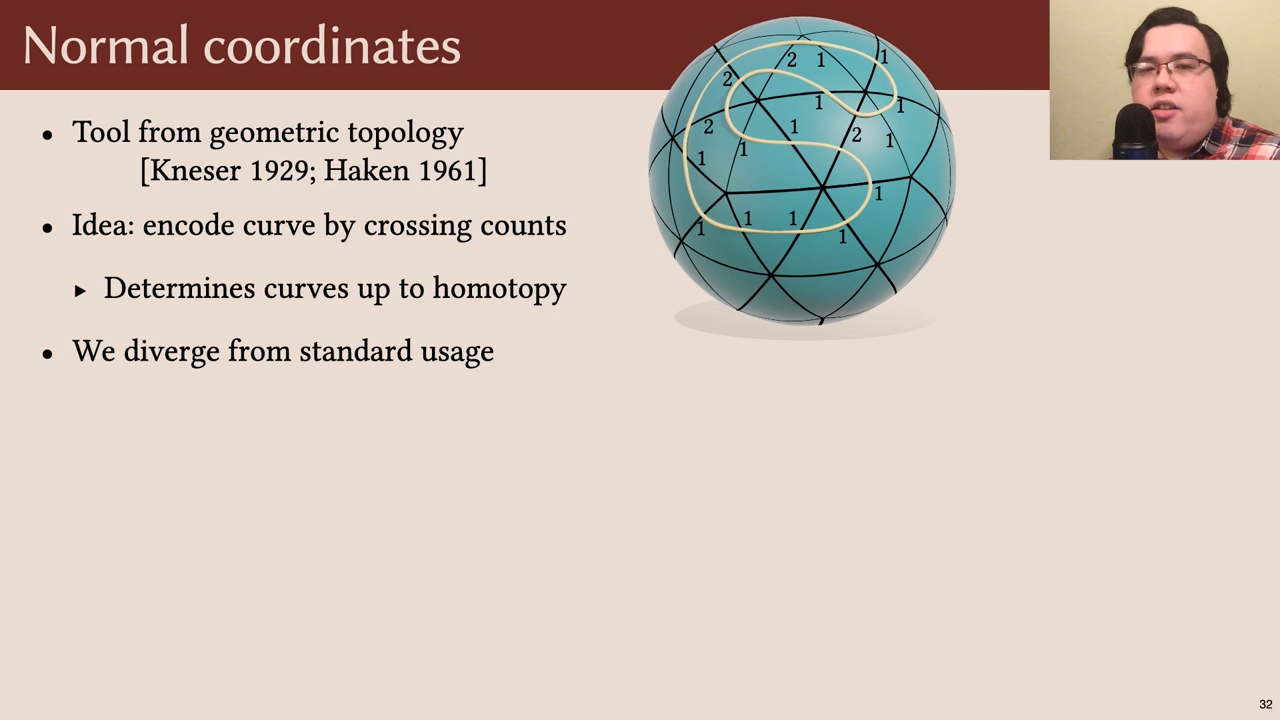 Normal coordinates
• Tool from geometric topology
[Kneser 1929; Haken 1961]
• Idea: encode curve by crossing counts
▸ Determines curves up to homotopy
• We diverge from standard usage
2 1 1
2
1 1
2 1 2 1
1 1
1
1 1 1
1
32